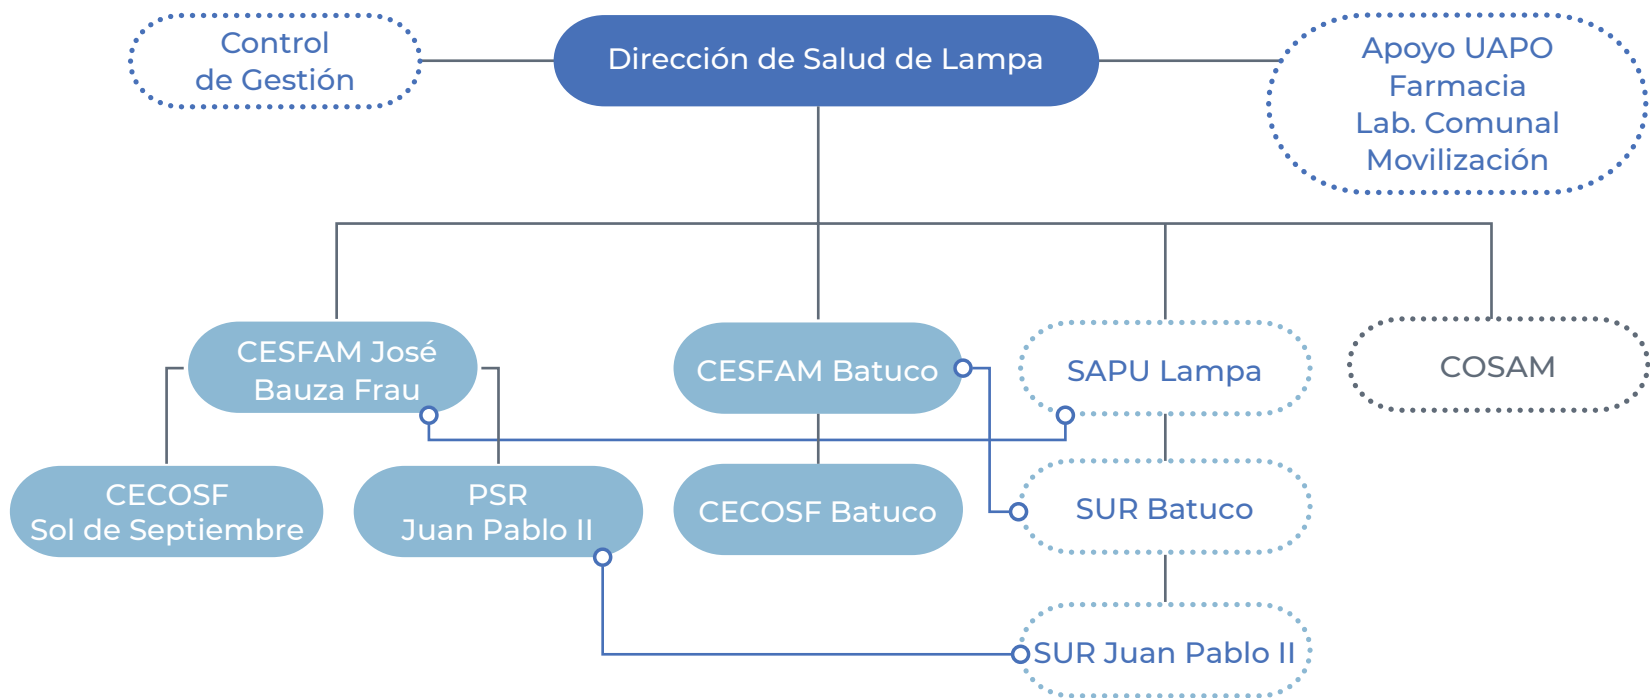 Control
de Gestión
Dirección de Salud de Lampa
Apoyo UAPO
Farmacia
Lab. Comunal
Movilización
CESFAM José
Bauza Frau
CESFAM Batuco
SAPU Lampa
COSAM
CECOSF
Sol de Septiembre
PSR
Juan Pablo II
CECOSF Batuco
SUR Batuco
SUR Juan Pablo II